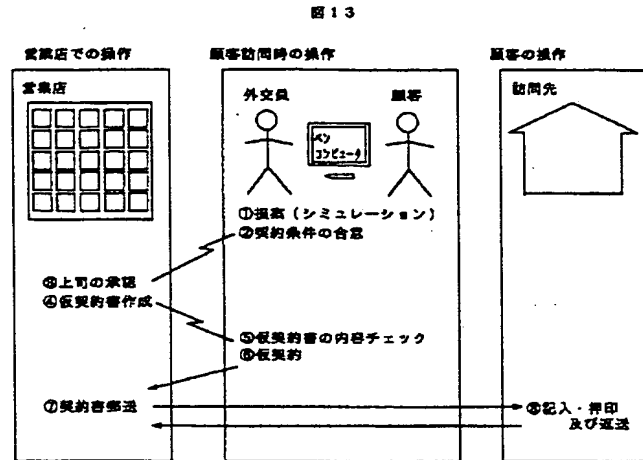 図13
営業店での操作
顧客訪問時の操作
顧客の操作
営業店
外交員
顧客
訪問先
ペン
コンピュータ
①提案(シミュレーション)
②契約条件の合意
③上司の承認
④仮契約書作成
⑤仮契約書の内容チェック
⑥仮契約
⑦契約書郵送
⑧記入・押印
及び返送